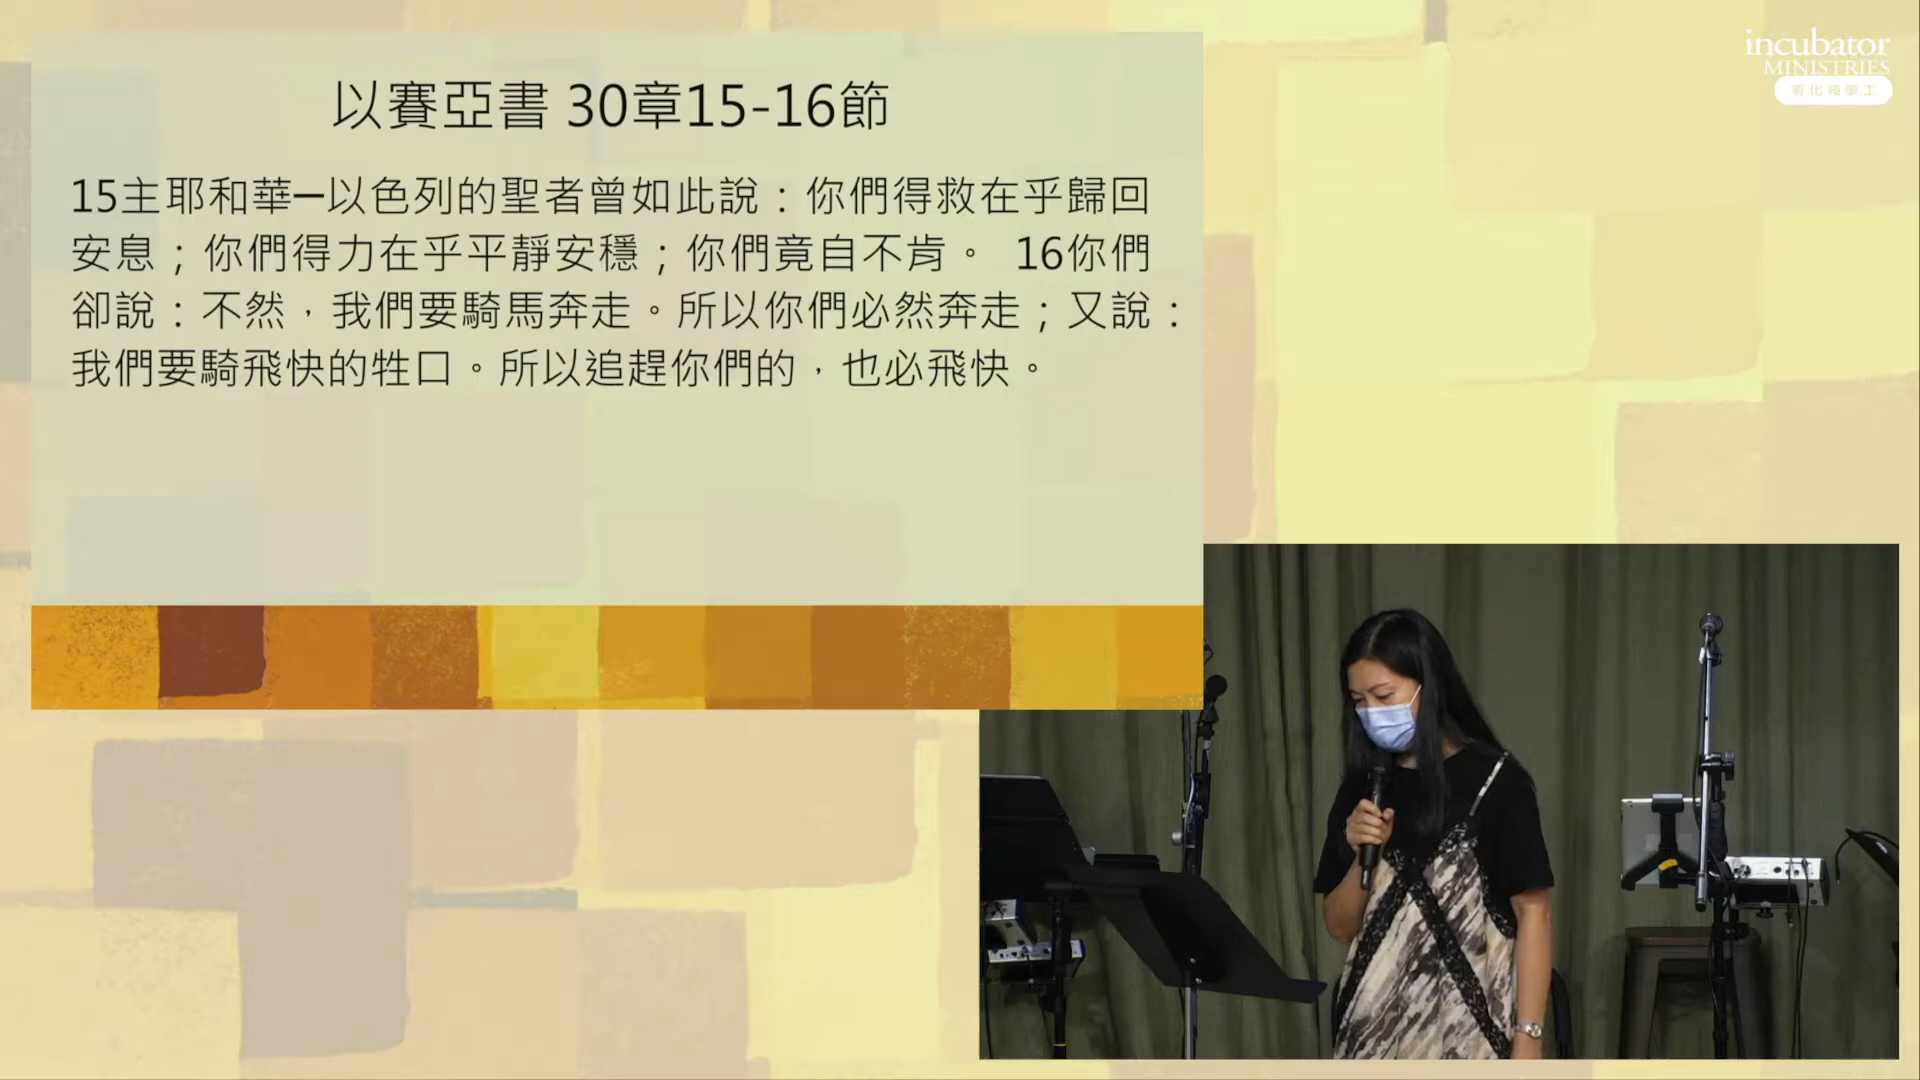 incubator
MINISTRIES
孵化箱事工
以賽亞書 30章15-16節
15主耶和華─以色列的聖者曾如此說：你們得救在乎歸回
安息；你們得力在乎平靜安穩；你們竟自不肯。 16你們
卻說：不然，我們要騎馬奔走。所以你們必然奔走；又說：
我們要騎飛快的牲口。所以追趕你們的，也必飛快。